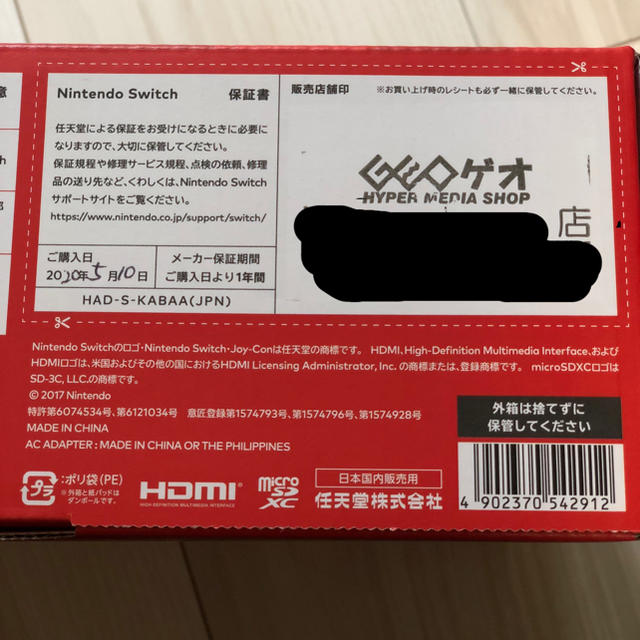 意
Nintendo Switch 保証書
任天堂による保証をお受けになるときに必要に
なりますので、大切に保管してください。
保証規程や修理サービス規程、点検の依頼、修理
品の送り先など、くわしくは、Nintendo Switch
サポートサイトをご覧ください。
https://www.nintendo.co.jp/support/switch/
ご購入日
2020年5月10日
メーカー保証期間
ご購入日より1年間
HAD-S-KABAA(JPN)
販売店舗印 ※お買い上げ時のレシートも必ず一緒に保管してください。
GEOゲオ
HYPER MEDIA SHOP
店
ch
部
Nintendo Switchのロゴ・Nintendo Switch・Joy-Conは任天堂の商標です。 HDMI、High-Definition Multimedia Interface、および
HDMIロゴは、米国およびその他の国におけるHDMI Licensing Administrator, Inc. の商標または、登録商標です。 microSDXCロゴは
SD-3C, LLC.の商標です。
© 2017 Nintendo
特許第6074534号、第6121034号 意匠登録第1574793号、第1574796号、第1574928号
MADE IN CHINA
AC ADAPTER : MADE IN CHINA OR THE PHILIPPINES
外箱は捨てずに
保管してください
プラ
:ポリ袋(PE)
※外箱と紙パッドは
ダンボールです。
HDMI
HIGH-DEFINITION MULTIMEDIA INTERFACE
micro
SD
XC
日本国内販売用
任天堂株式会社
4 902370 542912